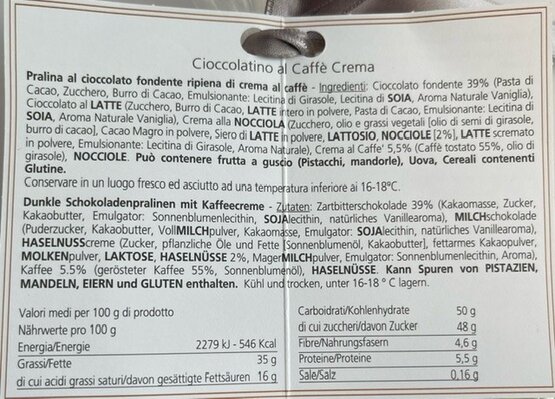 Cioccolatino al Caffè Crema
Pralina al cioccolato fondente ripiena di crema al caffè - Ingredienti: Cioccolato fondente 39% (Pasta di
Cacao, Zucchero, Burro di Cacao, Emulsionante: Lecitina di Girasole, Lecitina di SOIA, Aroma Naturale Vaniglia),
Cioccolato al LATTE (Zucchero, Burro di Cacao, LATTE intero in polvere, Pasta di Cacao, Emulsionante, Lecitina di
SOIA, Aroma Naturale Vaniglia), Crema alla NOCCIOLA (Zucchero, olio e grassi vegetali [olio di semi di girasole,
burro di cacao], Cacao Magro in polvere, Siero di LATTE in polvere, LATTOSIO, NOCCIOLE [2%], LATTE scremato
in polvere, Emulsionante: Lecitina di Girasole, Aroma Naturale), Crema al Caffe' 5,5% (Caffè tostato 55%, olio di
girasole), NOCCIOLE. Può contenere frutta a guscio (Pistacchi, mandorle), Uova, Cereali contenenti
Glutine.
Conservare in un luogo fresco ed asciutto ad una temperatura inferiore ai 16-18°C.
Dunkle Schokoladenpralinen mit Kaffeecreme - Zutaten: Zartbitterschokolade 39% (Kakaomasse, Zucker,
Kakaobutter, Emulgator: Sonnenblumenlecithin, SOJAlecithin, natürliches Vanillearoma), MILCHschokolade
(Puderzucker, Kakaobutter, VollMILCHpulver, Kakaomasse, Emulgator: SOJAlecithin, natürliches Vanillearoma),
HASELNUSScreme (Zucker, pflanzliche Öle und Fette [Sonnenblumenöl, Kakaobutter], fettarmes Kakaopulver,
MOLKENpulver, LAKTOSE, HASELNÜSSE 2%, MagerMILCHpulver, Emulgator: Sonnenblumenlecithin, Aroma),
Kaffee 5.5% (gerösteter Kaffee 55%, Sonnenblumenöl), HASELNÜSSE. Kann Spuren von PISTAZIEN,
MANDELN, EIERN und GLUTEN enthalten. Kühl und trocken, unter 16-18 ° C lagern.
Valori medi per 100 g di prodotto
Nährwerte pro 100 g
Energia/Energie 2279 kJ - 546 Kcal
Grassi/Fette 35 g
di cui acidi grassi saturi/davon gesättigte Fettsäuren 16 g
Carboidrati/Kohlenhydrate 50 g
di cui zuccheri/davon Zucker 48 g
Fibre/Nahrungsfasern 4,6 g
Proteine/Proteine 5,5 g
Sale/Salz 0.16 g